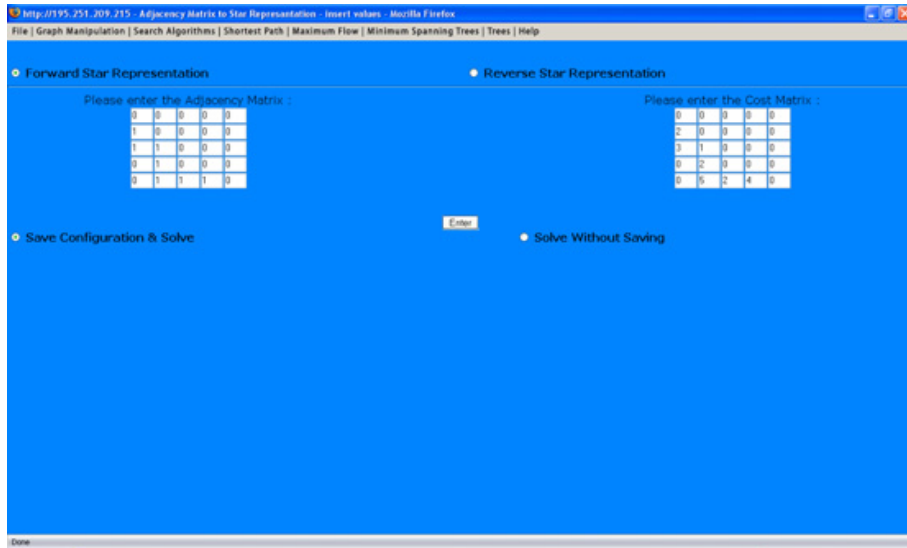 http://195.251.209.215 - Adjacency Matrix to Star Represantation - insert values - Mozilla Firefox
File | Graph Manipulation | Search Algorithms | Shortest Path | Maximum Flow | Minimum Spanning Trees | Trees | Help
Forward Star Representation
Reverse Star Representation
Please enter the Adjacency Matrix :
0 0 0 0 0
1 0 0 0 0
1 1 0 0 0
0 1 0 0 0
0 1 1 1 0
Please enter the Cost Matrix :
0 0 0 0 0
2 0 0 0 0
3 1 0 0 0
0 2 0 0 0
0 5 2 4 0
Enter
Save Configuration & Solve
Solve Without Saving
Done